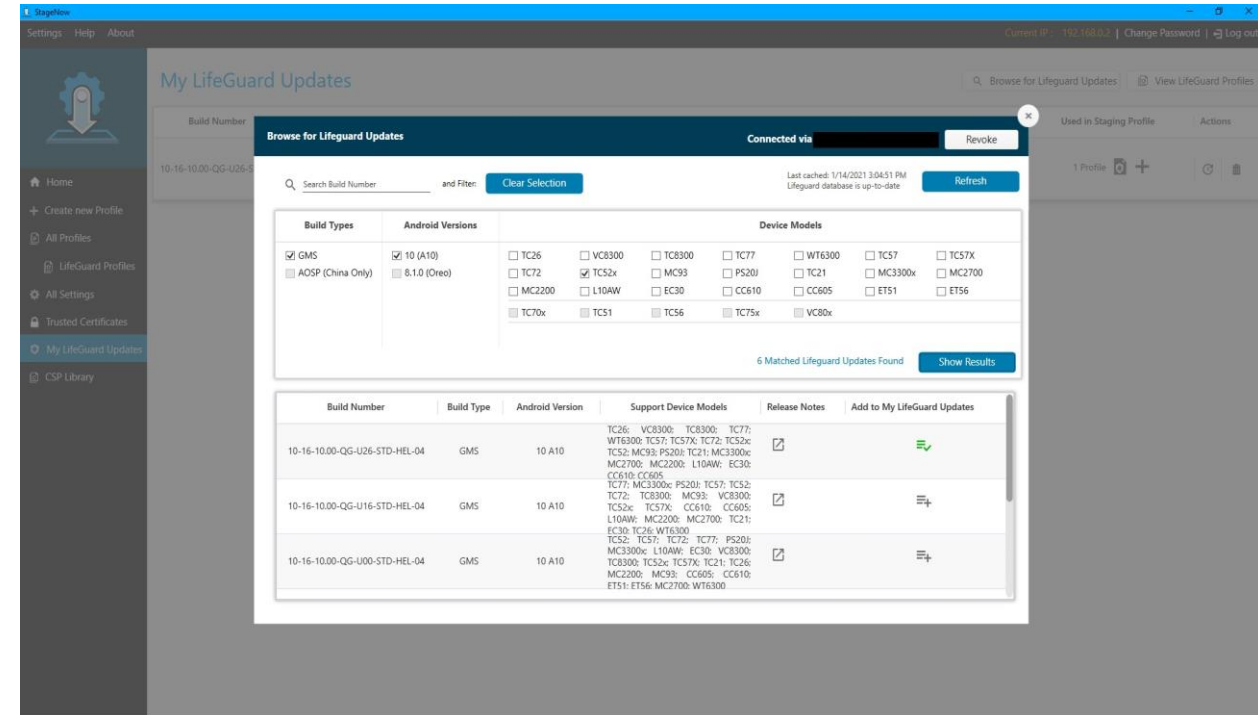 StageNow
Settings Help About
Current IP : 192.168.0.2 | Change Password | Log out
My LifeGuard Updates
Browse for Lifeguard Updates
View LifeGuard Profiles
Build Number
Used in Staging Profile
Actions
10-16-10.00-QG-U26-S
1 Profile
Home
Create new Profile
All Profiles
LifeGuard Profiles
All Settings
Trusted Certificates
My LifeGuard Updates
CSP Library
Browse for Lifeguard Updates
Connected via
Revoke
Search Build Number
and Filter:
Clear Selection
Last cached: 1/14/2021 3:04:51 PM
Lifeguard database is up-to-date
Refresh
Build Types Android Versions Device Models
GMS 10 (A10) TC26 VC8300 TC8300 TC77 WT6300 TC57 TC57X
AOSP (China Only) 8.1.0 (Oreo) TC72 TC52x MC93 PS20J TC21 MC3300x MC2700
MC2200 L10AW EC30 CC610 CC605 ET51 ET56
TC70x TC51 TC56 TC75x VC80x
6 Matched Lifeguard Updates Found
Show Results
Build Number Build Type Android Version Support Device Models Release Notes Add to My LifeGuard Updates
10-16-10.00-QG-U26-STD-HEL-04 GMS 10 A10
TC26; VC8300; TC8300; TC77;
WT6300; TC57; TC57X; TC72; TC52x;
TC52; MC93; PS20J; TC21; MC3300x;
MC2700; MC2200; L10AW; EC30;
CC610; CC605
10-16-10.00-QG-U16-STD-HEL-04 GMS 10 A10
TC77; MC3300x; PS20J; TC57; TC52;
TC72; TC8300; MC93; VC8300;
TC52x; TC57X; CC610; CC605;
L10AW; MC2200; MC2700; TC21;
EC30; TC26; WT6300
10-16-10.00-QG-U00-STD-HEL-04 GMS 10 A10
TC52; TC57; TC72; TC77; PS20J;
MC3300x; L10AW; EC30; VC8300;
TC8300; TC52x; TC57X; TC21; TC26;
MC2200; MC93; CC605; CC610;
ET51; ET56; MC2700; WT6300